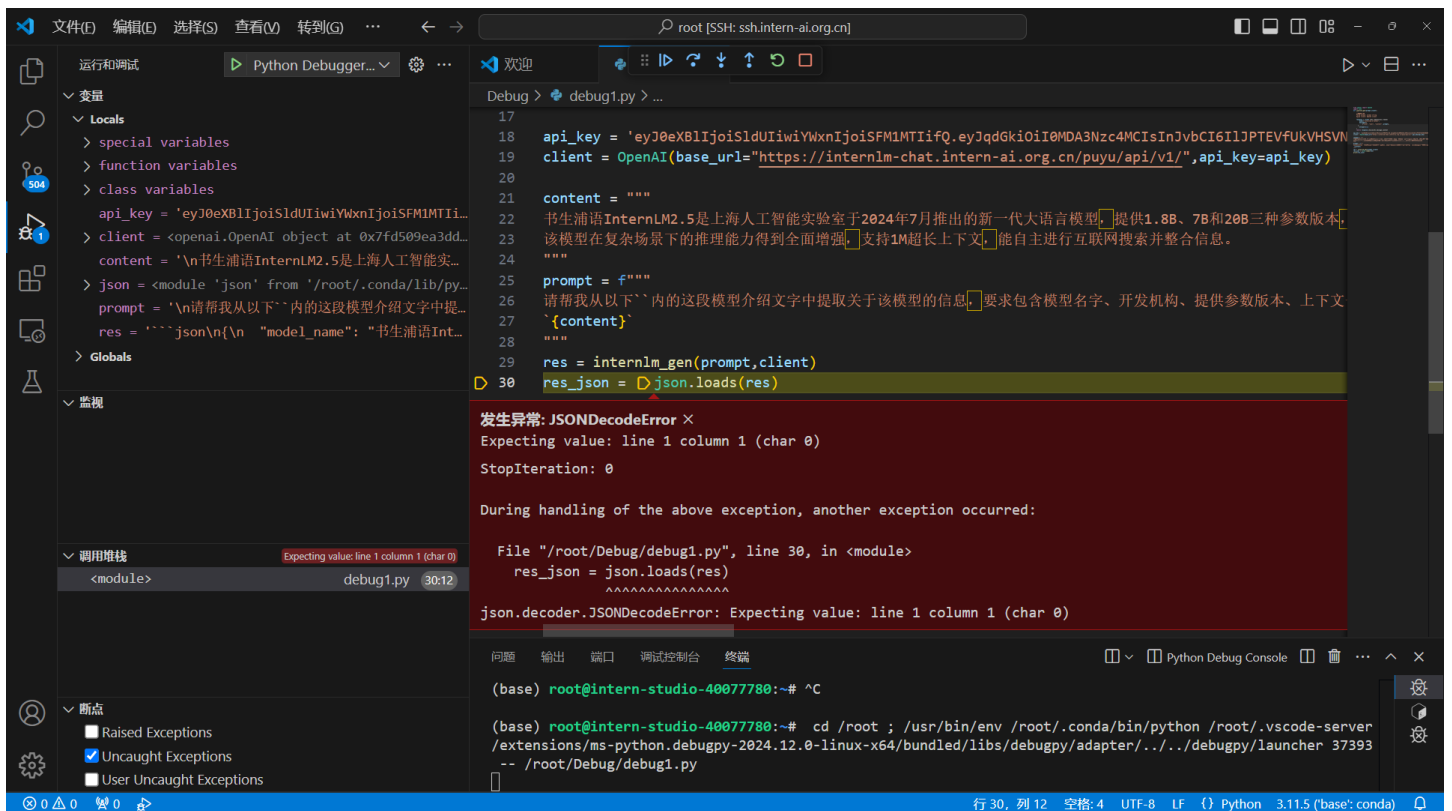 文件(F) 编辑(E) 选择(S) 查看(V) 转到(G) ··· root [SSH: ssh.intern-ai.org.cn]
运行和调试 Python Debugger... 欢迎
变量
Debug > debug1.py > ...
Locals
> special variables
> function variables
> class variables
api_key = 'eyJ0eXBlIjoiSldUIiwiYWxnIjoiSFM1MTIi...
> client = <openai.OpenAI object at 0x7fd509ea3dd...
content = '\n书生浦语InternLM2.5是上海人工智能实...
> json = <module 'json' from '/root/.conda/lib/py...
prompt = '\n请帮我从以下``内的这段模型介绍文字中提...
res = '```json\n{\n  "model_name": "书生浦语Int...
> Globals
监视
调用堆栈 Expecting value: line 1 column 1 (char 0)
<module> debug1.py 30:12
断点
Raised Exceptions
Uncaught Exceptions
User Uncaught Exceptions
504
1
17
18 api_key = 'eyJ0eXBlIjoiSldUIiwiYWxnIjoiSFM1MTIifQ.eyJqdGkiOiI0MDA3Nzc4MCIsInJvbCI6IlJPTEVfUkVHSVN
19 client = OpenAI(base_url="https://internlm-chat.intern-ai.org.cn/puyu/api/v1/",api_key=api_key)
20
21 content = """
22 书生浦语InternLM2.5是上海人工智能实验室于2024年7月推出的新一代大语言模型，提供1.8B、7B和20B三种参数版本，
23 该模型在复杂场景下的推理能力得到全面增强，支持1M超长上下文，能自主进行互联网搜索并整合信息。
24 """
25 prompt = f"""
26 请帮我从以下``内的这段模型介绍文字中提取关于该模型的信息，要求包含模型名字、开发机构、提供参数版本、上下文
27 `{content}`
28 """
29 res = internlm_gen(prompt,client)
30 res_json = json.loads(res)
发生异常: JSONDecodeError ×
Expecting value: line 1 column 1 (char 0)
StopIteration: 0
During handling of the above exception, another exception occurred:
File "/root/Debug/debug1.py", line 30, in <module>
res_json = json.loads(res)
^^^^^^^^^^^^^^^
json.decoder.JSONDecodeError: Expecting value: line 1 column 1 (char 0)
问题 输出 端口 调试控制台 终端 Python Debug Console
(base) root@intern-studio-40077780:~# ^C
(base) root@intern-studio-40077780:~#  cd /root ; /usr/bin/env /root/.conda/bin/python /root/.vscode-server
/extensions/ms-python.debugpy-2024.12.0-linux-x64/bundled/libs/debugpy/adapter/../../debugpy/launcher 37393
-- /root/Debug/debug1.py
0 0 0 行 30，列 12 空格: 4 UTF-8 LF {} Python 3.11.5 ('base': conda)